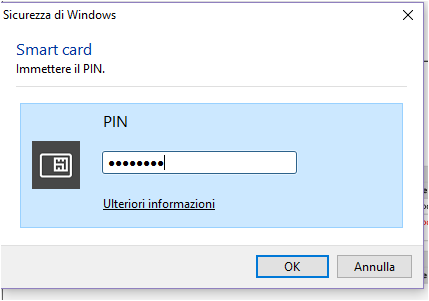 Sicurezza di Windows
Smart card
Immettere il PIN.
PIN
●●●●●●●●
Ulteriori informazioni
OK
Annulla